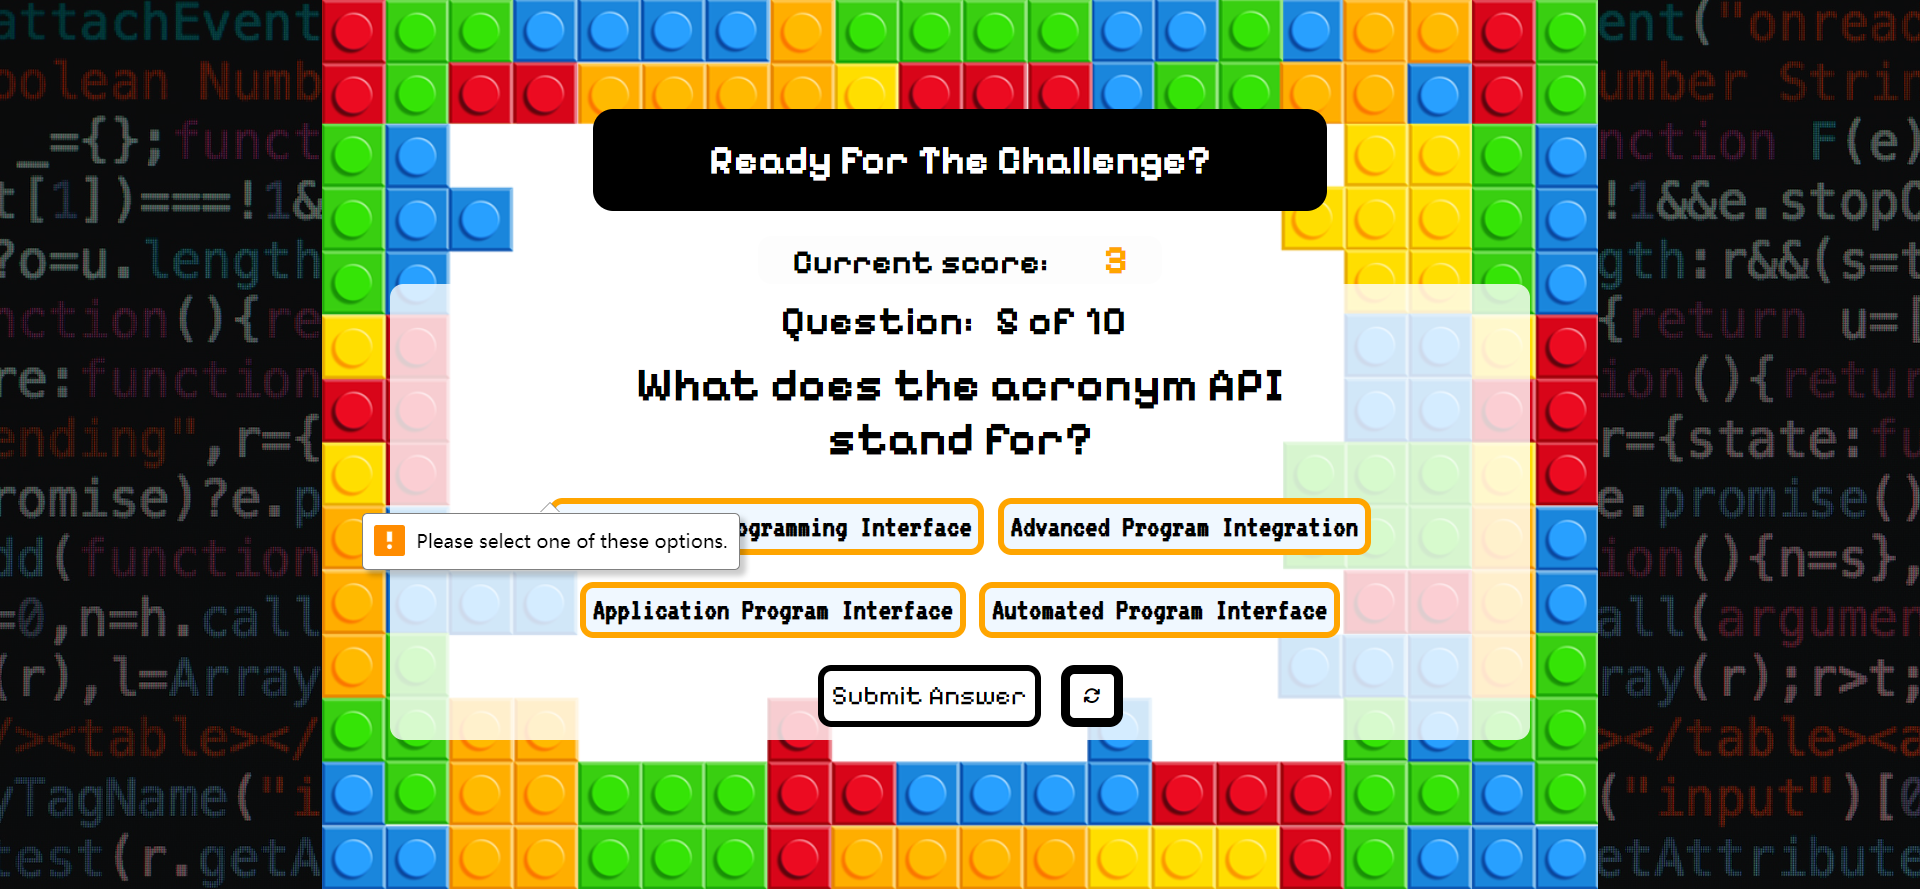 attachEvent
oolean Numb
_={};funct
t[1])===!1&
?o=u.length
nction(){re
re:function
ending",r={
romise)?e.p
dd(function
=0,n=h.call
(r),l=Array
/><table></
yTagName("i
test(r.getA
Ready For The Challenge?
Current score: 3
Question: 5 of 10
What does the acronym API
stand for?
ogramming Interface
Advanced Program Integration
Please select one of these options.
Application Program Interface
Automated Program Interface
Submit Answer
ent("onreac
umber Strin
nction F(e)
!1&&e.stop
gth:r&&(s=t
{return u=[
ion(){retur
r={state:fu
e.promise()
ion(){n=s},
all(argumen
ray(r);r>t;
></table><a
("input")[0
etAttribute